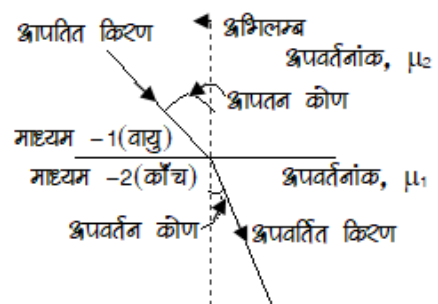 आपतित किरण
अभिलम्ब
अपवर्तनांक, μ₂
आपतन कोण
माध्यम -1(वायु)
माध्यम -2(काँच)
अपवर्तनांक, μ₁
अपवर्तन कोण
अपवर्तित किरण